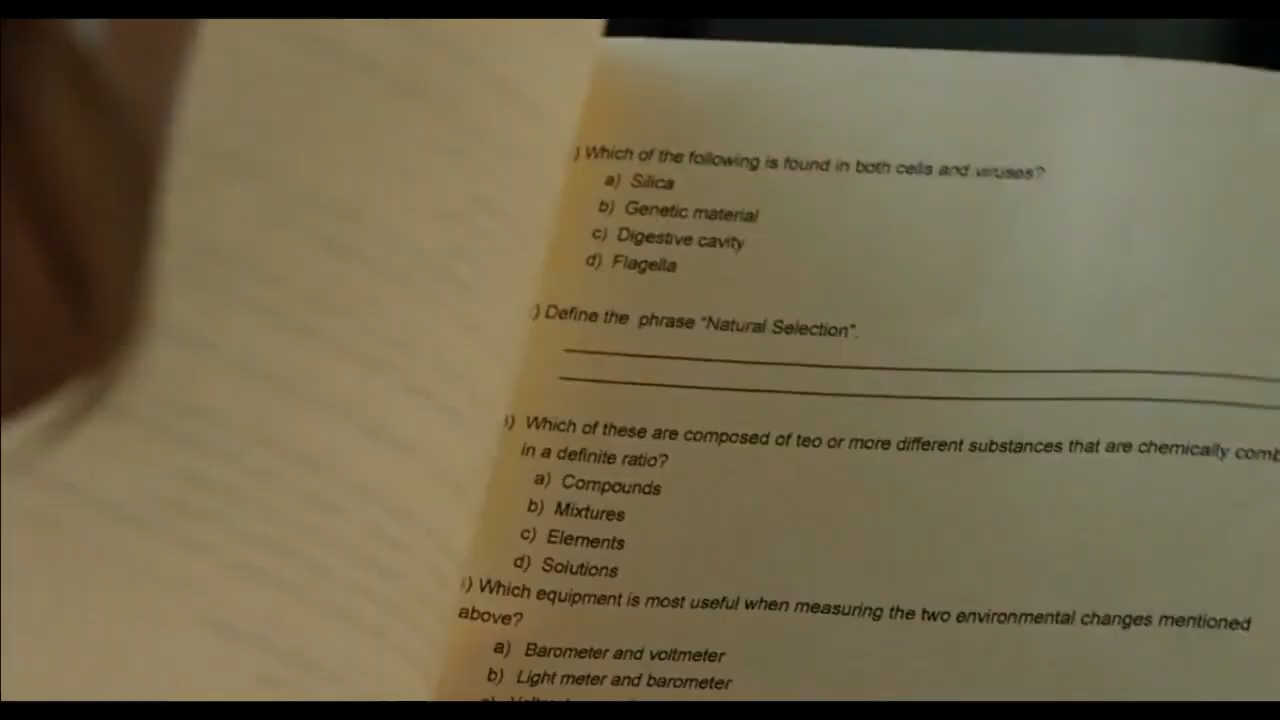 ) Which of the following is found in both cells and viruses?
a) Silica
b) Genetic material
c) Digestive cavity
d) Flagella
) Define the phrase "Natural Selection".
) Which of these are composed of teo or more different substances that are chemically comb
in a definite ratio?
a) Compounds
b) Mixtures
c) Elements
d) Solutions
) Which equipment is most useful when measuring the two environmental changes mentioned
above?
a) Barometer and voltmeter
b) Light meter and barometer